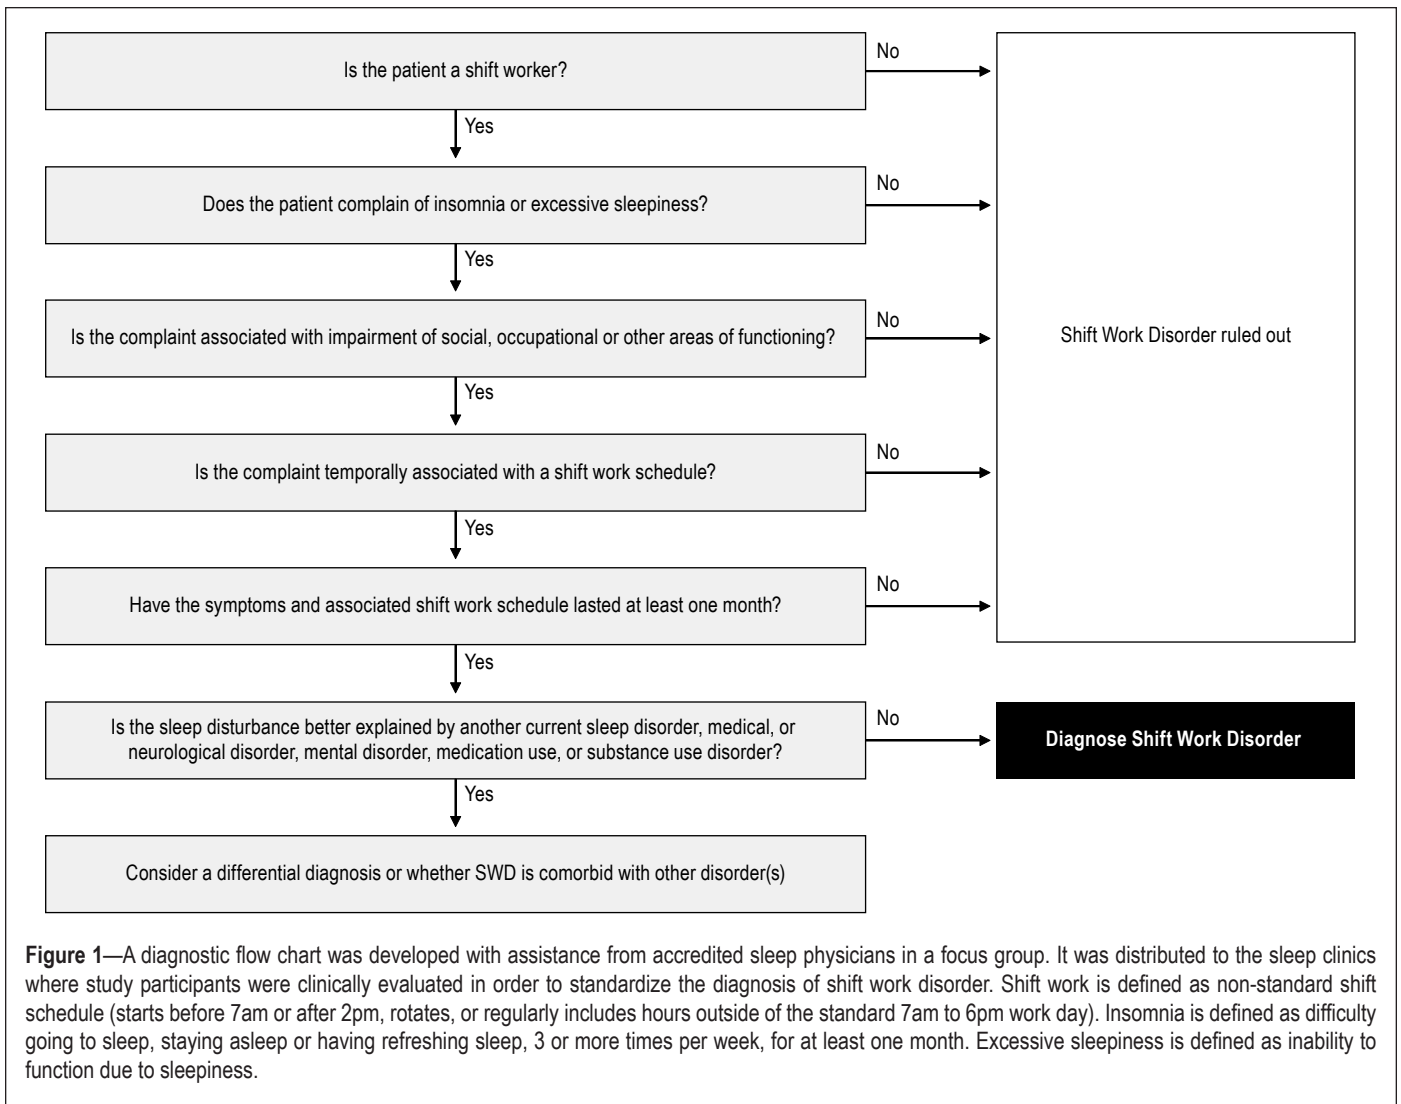 Is the patient a shift worker?
No
Yes
Does the patient complain of insomnia or excessive sleepiness?
No
Yes
Is the complaint associated with impairment of social, occupational or other areas of functioning?
No
Shift Work Disorder ruled out
Yes
Is the complaint temporally associated with a shift work schedule?
No
Yes
Have the symptoms and associated shift work schedule lasted at least one month?
No
Yes
Is the sleep disturbance better explained by another current sleep disorder, medical, or
neurological disorder, mental disorder, medication use, or substance use disorder?
No
Diagnose Shift Work Disorder
Yes
Consider a differential diagnosis or whether SWD is comorbid with other disorder(s)
Figure 1—A diagnostic flow chart was developed with assistance from accredited sleep physicians in a focus group. It was distributed to the sleep clinics
where study participants were clinically evaluated in order to standardize the diagnosis of shift work disorder. Shift work is defined as non-standard shift
schedule (starts before 7am or after 2pm, rotates, or regularly includes hours outside of the standard 7am to 6pm work day). Insomnia is defined as difficulty
going to sleep, staying asleep or having refreshing sleep, 3 or more times per week, for at least one month. Excessive sleepiness is defined as inability to
function due to sleepiness.